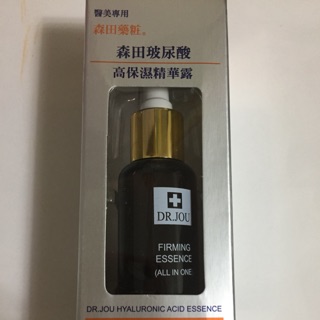 醫美專用
森田藥粧。
森田玻尿酸
高保濕精華露
DR.JOU
FIRMING
ESSENCE
(ALL IN ONE
DR.JOU HYALURONIC ACID ESSENCE